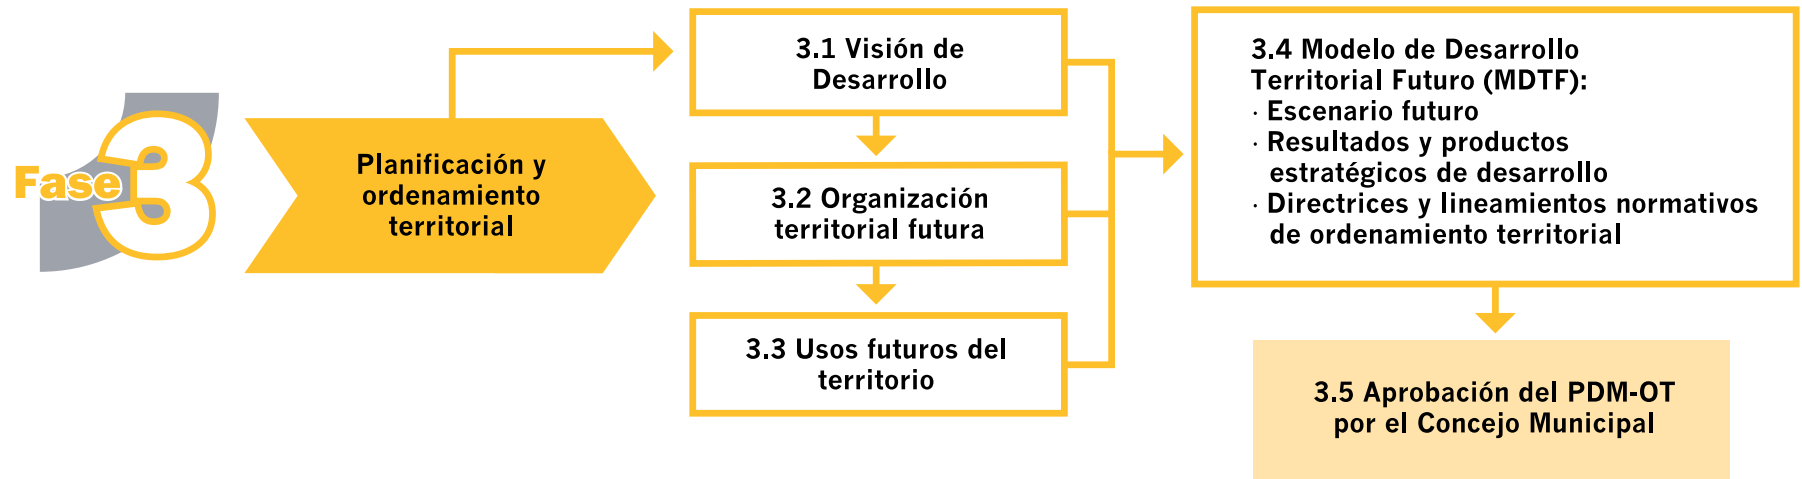 Fase 3
Planificación y
ordenamiento
territorial
3.1 Visión de
Desarrollo
3.2 Organización
territorial futura
3.3 Usos futuros del
territorio
3.4 Modelo de Desarrollo
Territorial Futuro (MDTF):
· Escenario futuro
· Resultados y productos
estratégicos de desarrollo
· Directrices y lineamientos normativos
de ordenamiento territorial
3.5 Aprobación del PDM-OT
por el Concejo Municipal